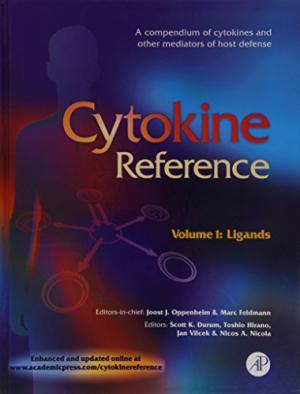 A compendium of cytokines and
other mediators of host defense
Cytokine
Reference
Volume I: Ligands
Editors-in-chief: Joost J. Oppenheim & Marc Feldmann
Editors: Scott K. Durum, Toshio Hirano,
Jan Vilcek & Nicos A. Nicola
Enhanced and updated online at
www.academicpress.com/cytokinereference
AP